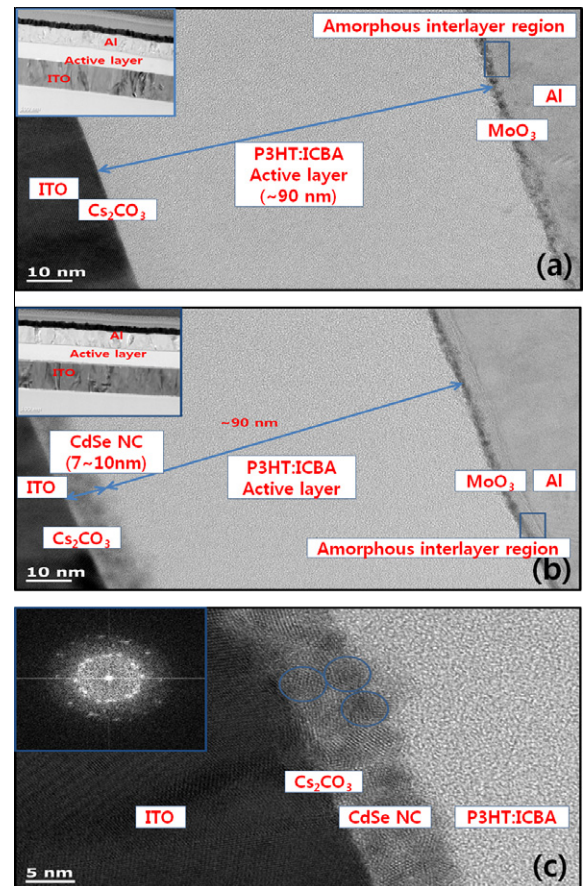 Amorphous interlayer region
Al
Active layer
ITO
Al
MoO₃
P3HT:ICBA
Active layer
(~90 nm)
ITO
Cs₂CO₃
10 nm
(a)
Al
Active layer
ITO
~90 nm
CdSe NC
(7~10nm)
P3HT:ICBA
Active layer
ITO
MoO₃
Al
Cs₂CO₃
Amorphous interlayer region
10 nm
(b)
Cs₂CO₃
ITO
CdSe NC
P3HT:ICBA
5 nm
(c)